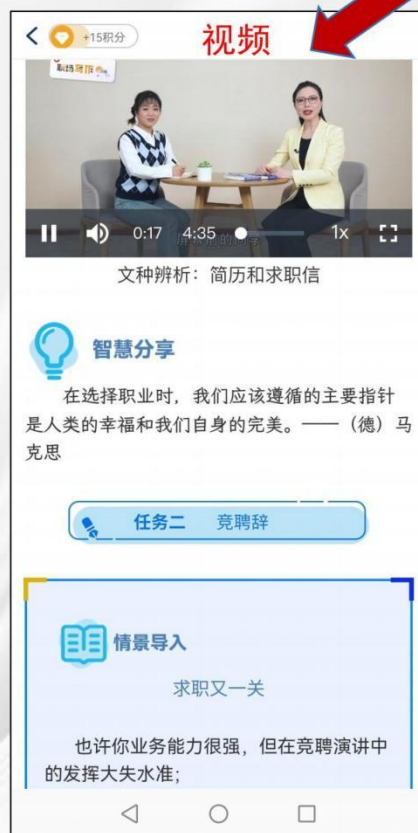 +15积分
视频
职场写作
0:17 4:35 1x
文种辨析：简历和求职信
智慧分享
在选择职业时，我们应该遵循的主要指针
是人类的幸福和我们自身的完美。——（德）马
克思
任务二 竞聘辞
情景导入
求职又一关
也许你业务能力很强，但在竞聘演讲中
的发挥大失水准；